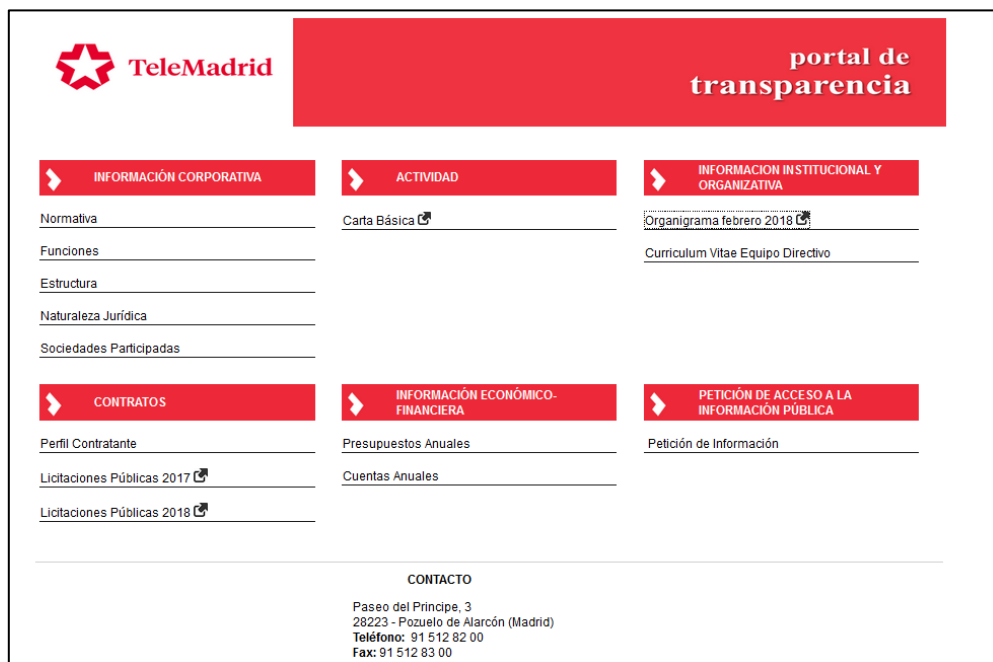 TeleMadrid
portal de
transparencia
INFORMACIÓN CORPORATIVA
Normativa
Funciones
Estructura
Naturaleza Jurídica
Sociedades Participadas
ACTIVIDAD
Carta Básica
INFORMACION INSTITUCIONAL Y
ORGANIZATIVA
Organigrama febrero 2018
Curriculum Vitae Equipo Directivo
CONTRATOS
Perfil Contratante
Licitaciones Públicas 2017
Licitaciones Públicas 2018
INFORMACIÓN ECONÓMICO-
FINANCIERA
Presupuestos Anuales
Cuentas Anuales
PETICIÓN DE ACCESO A LA
INFORMACIÓN PÚBLICA
Petición de Información
CONTACTO
Paseo del Principe, 3
28223 - Pozuelo de Alarcón (Madrid)
Teléfono: 91 512 82 00
Fax: 91 512 83 00